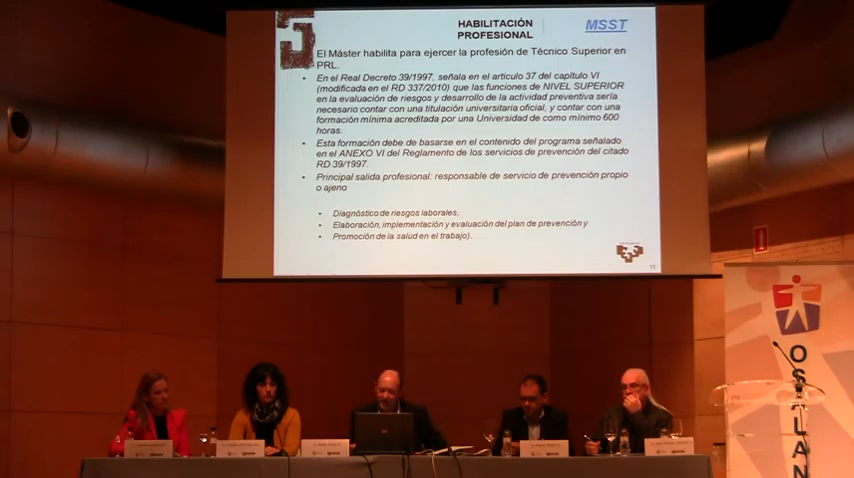 HABILITACIÓN
PROFESIONAL
MSST
El Máster habilita para ejercer la profesión de Técnico Superior en
PRL.
• En el Real Decreto 39/1997, señala en el articulo 37 del capítulo VI
(modificada en el RD 337/2010) que las funciones de NIVEL SUPERIOR
en la evaluación de riesgos y desarrollo de la actividad preventiva sería
necesario contar con una titulación universitaria oficial, y contar con una
formación mínima acreditada por una Universidad de como mínimo 600
horas.
• Esta formación debe de basarse en el contenido del programa señalado
en el ANEXO VI del Reglamento de los servicios de prevención del citado
RD 39/1997.
• Principal salida profesional: responsable de servicio de prevención propio
o ajeno
• Diagnóstico de riesgos laborales,
• Elaboración, implementación y evaluación del plan de prevención y
• Promoción de la salud en el trabajo).
OS
LAN